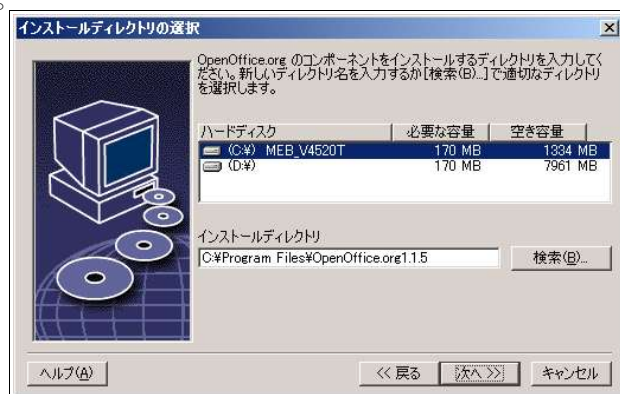 インストールディレクトリの選択
OpenOffice.org のコンポーネントをインストールするディレクトリを入力してく
ださい。新しいディレクトリ名を入力するか[検索(B)...]で適切なディレクトリ
を選択します。
ハードディスク 必要な容量 空き容量
(C:¥) MEB_V4520T 170 MB 1334 MB
(D:¥) 170 MB 7961 MB
インストールディレクトリ
C:¥Program Files¥OpenOffice.org1.1.5 検索(B)...
ヘルプ(A) << 戻る 次へ >> キャンセル